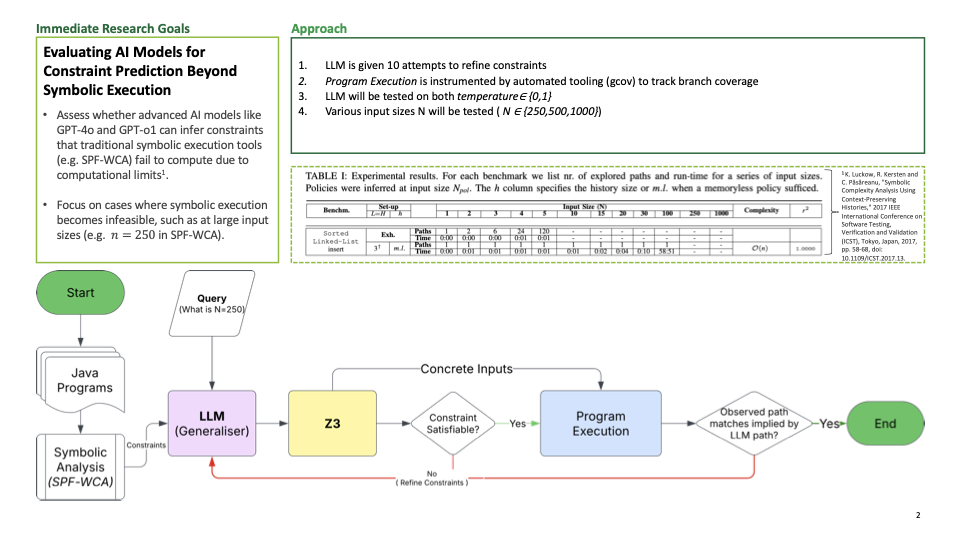 Immediate Research Goals
Evaluating AI Models for
Constraint Prediction Beyond
Symbolic Execution
• Assess whether advanced AI models like
GPT-4o and GPT-o1 can infer constraints
that traditional symbolic execution tools
(e.g. SPF-WCA) fail to compute due to
computational limits¹.
• Focus on cases where symbolic execution
becomes infeasible, such as at large input
sizes (e.g. n = 250 in SPF-WCA).
Approach
1. LLM is given 10 attempts to refine constraints
2. Program Execution is instrumented by automated tooling (gcov) to track branch coverage
3. LLM will be tested on both temperature∈ {0,1}
4. Various input sizes N will be tested ( N ∈ {250,500,1000})
TABLE I: Experimental results. For each benchmark we list nr. of explored paths and run-time for a series of input sizes.
Policies were inferred at input size Npol. The h column specifies the history size or m.l. when a memoryless policy sufficed.
Benchm. Set-up Input Size (N) Complexity r²
L=H h 1 2 3 4 5 10 15 20 30 100 250 1000
Sorted Linked-List insert Exh. Paths 1 2 6 24 120 - - - - - - -
Time 0:00 0:00 0:00 0:01 0:01 - - - - - - -
3† m.l. Paths 1 1 1 1 1 1 1 1 1 1 - - O(n) 1.0000
Time 0:00 0:01 0:01 0:01 0:01 0:01 0:02 0:04 0:10 58:51 - -
¹K. Luckow, R. Kersten and
C. Păsăreanu, "Symbolic
Complexity Analysis Using
Context-Preserving
Histories," 2017 IEEE
International Conference on
Software Testing,
Verification and Validation
(ICST), Tokyo, Japan, 2017,
pp. 58-68, doi:
10.1109/ICST.2017.13.
Start
Java
Programs
Symbolic
Analysis
(SPF-WCA)
Constraints
Query
(What is N=250)
LLM
(Generaliser)
Z3
Concrete Inputs
Constraint
Satisfiable?
Yes
No
( Refine Constraints )
Program
Execution
Observed path
matches implied by
LLM path?
Yes
End
2